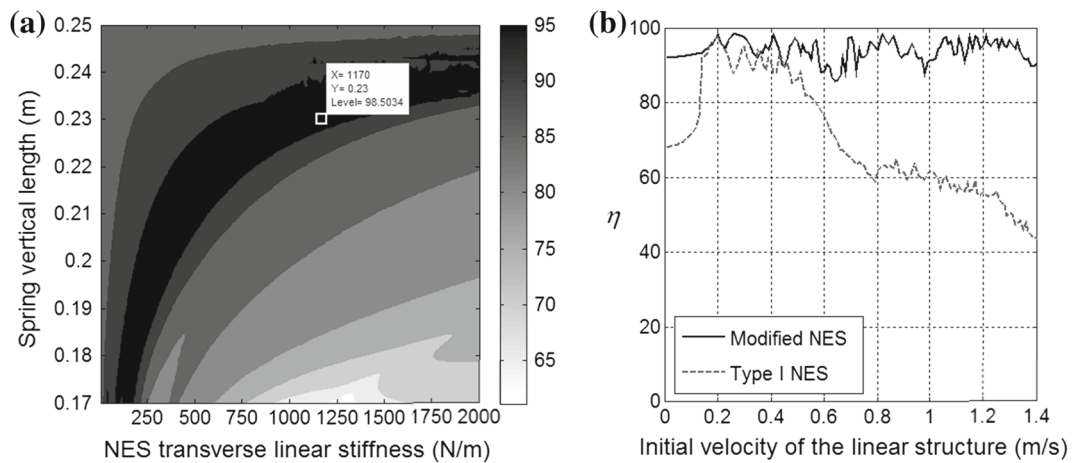 (a)
0.25
0.24
0.23
0.22
0.21
0.2
0.19
0.18
0.17
Spring vertical length (m)
X= 1170
Y= 0.23
Level= 98.5034
250 500 750 1000 1250 1500 1750 2000
NES transverse linear stiffness (N/m)
95
90
85
80
75
70
65
(b)
100
80
60
40
20
0
η
Modified NES
Type I NES
0 0.2 0.4 0.6 0.8 1 1.2 1.4
Initial velocity of the linear structure (m/s)